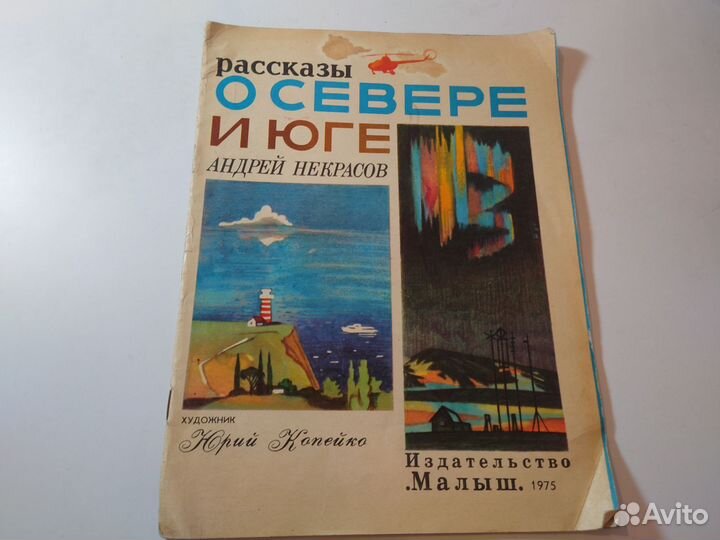 рассказы
О СЕВЕРЕ
И ЮГЕ
АНДРЕЙ НЕКРАСОВ
ХУДОЖНИК
Юрий Копейко
Издательство
„Малыш„ 1975
Avito